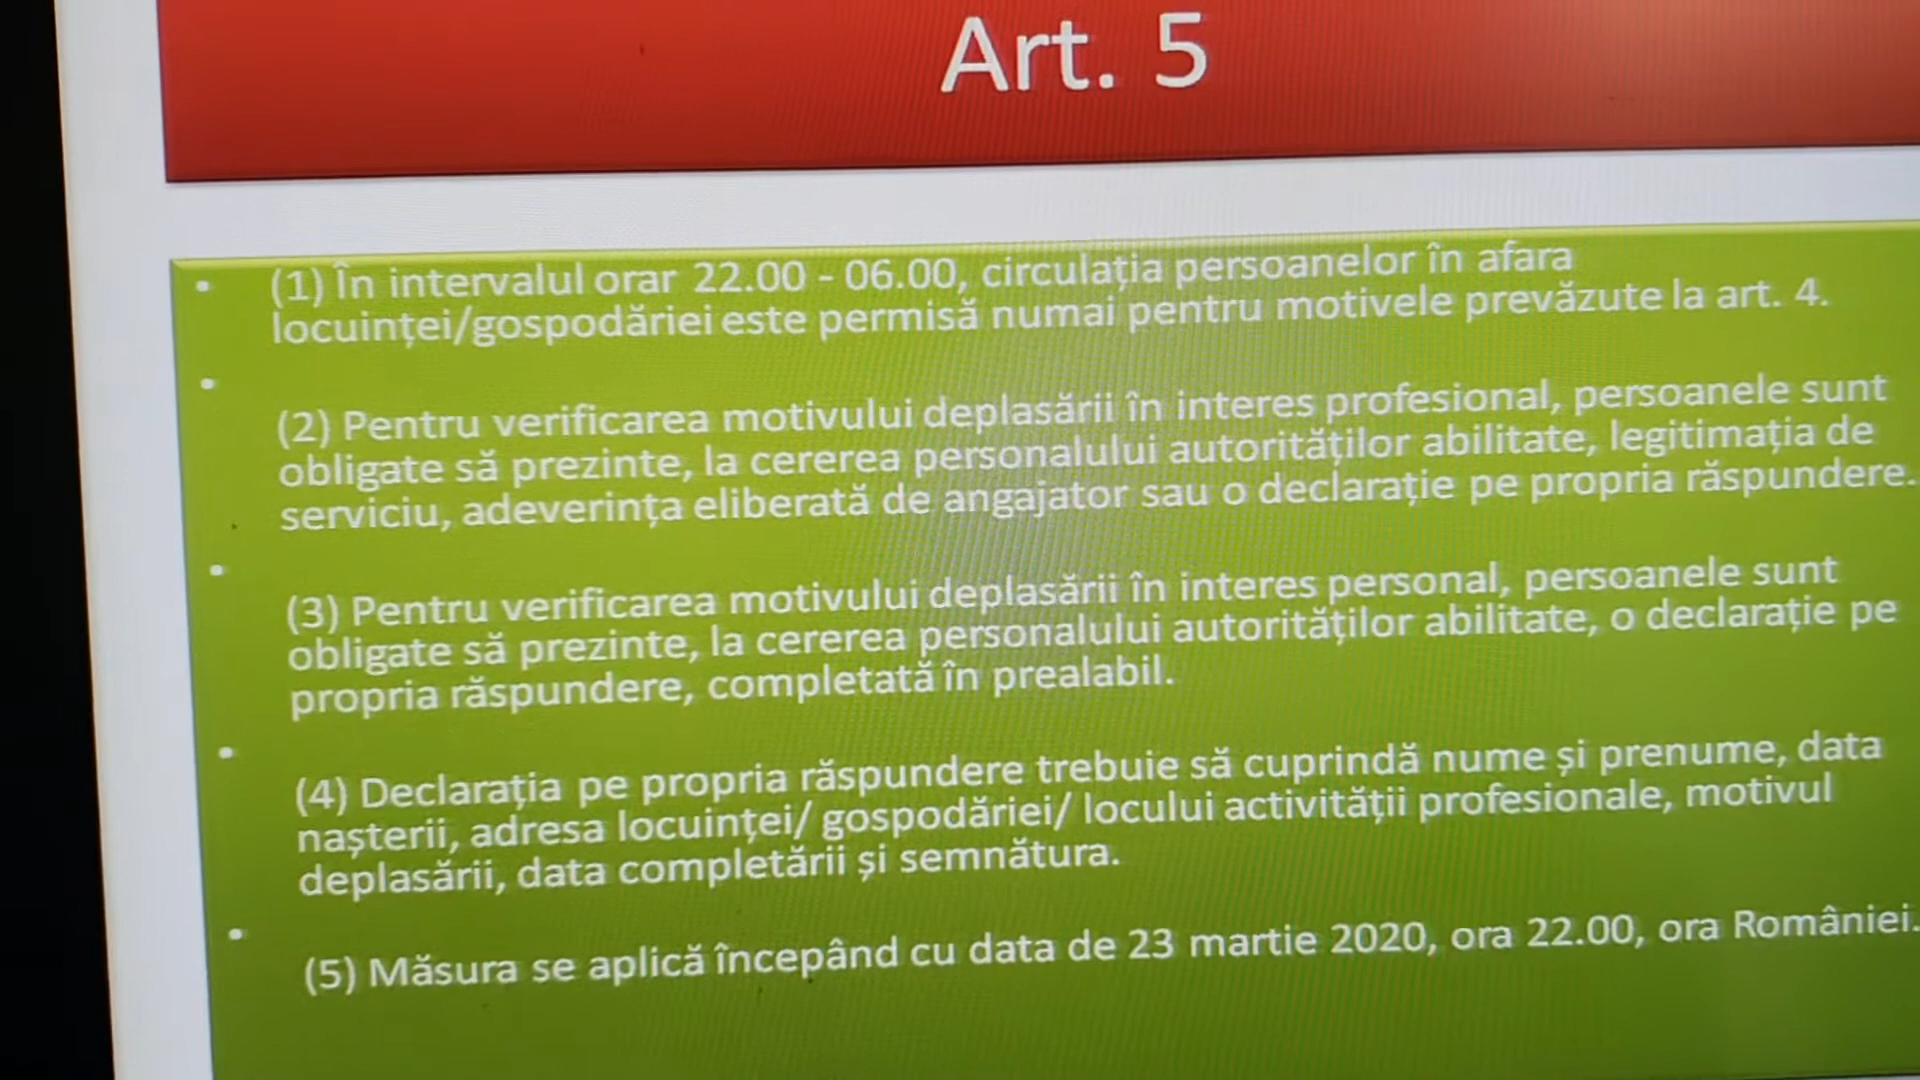 Art. 5
(1) În intervalul orar 22.00 - 06.00, circulația persoanelor în afara
locuinței/gospodăriei este permisă numai pentru motivele prevăzute la art. 4.
(2) Pentru verificarea motivului deplasării în interes profesional, persoanele sunt
obligate să prezinte, la cererea personalului autorităților abilitate, legitimația de
serviciu, adeverința eliberată de angajator sau o declarație pe propria răspundere.
(3) Pentru verificarea motivului deplasării în interes personal, persoanele sunt
obligate să prezinte, la cererea personalului autorităților abilitate, o declarație pe
propria răspundere, completată în prealabil.
(4) Declarația pe propria răspundere trebuie să cuprindă nume și prenume, data
nașterii, adresa locuinței/ gospodăriei/ locului activității profesionale, motivul
deplasării, data completării și semnătura.
(5) Măsura se aplică începând cu data de 23 martie 2020, ora 22.00, ora României.